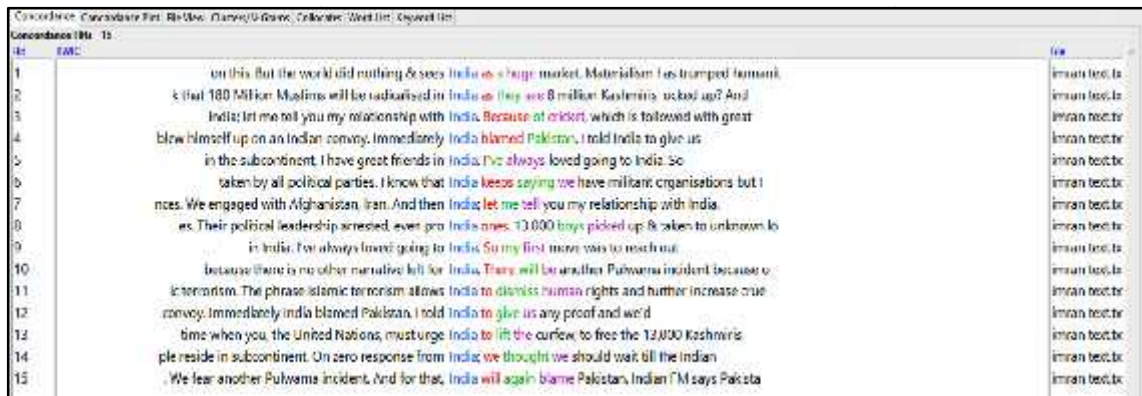 Concordance Concordance Plot File View Clusters/N-Grams Collocates Word List Keyword List
Concordance Hits 15
Hit KWIC File
1 on this. But the world did nothing & sees India as a huge market. Materialism has trumped humani imran text.tx
2 k that 180 Million Muslims will be radicalised in India as they see 8 million Kashmiris locked up? And imran text.tx
3 India; let me tell you my relationship with India. Because of cricket, which is followed with great imran text.tx
4 blew himself up on an Indian convoy. Immediately India blamed Pakistan. I told India to give us imran text.tx
5 in the subcontinent, I have great friends in India. I've always loved going to India. So imran text.tx
6 taken by all political parties. I know that India keeps saying we have militant organisations but I imran text.tx
7 nces. We engaged with Afghanistan, Iran. And then India; let me tell you my relationship with India. imran text.tx
8 es. Their political leadership arrested, even pro India ones. 13,000 boys picked up & taken to unknown lo imran text.tx
9 in India. I've always loved going to India. So my first move was to reach out imran text.tx
10 because there is no other narrative left for India. There will be another Pulwama incident because o imran text.tx
11 ic terrorism. The phrase Islamic terrorism allows India to dismiss human rights and further increase crue imran text.tx
12 convoy. Immediately India blamed Pakistan. I told India to give us any proof and we'd imran text.tx
13 time when you, the United Nations, must urge India to lift the curfew, to free the 13,000 Kashmiris imran text.tx
14 ple reside in subcontinent. On zero response from India; we thought we should wait till the Indian imran text.tx
15 . We fear another Pulwama incident. And for that, India will again blame Pakistan. Indian FM says Pakista imran text.tx